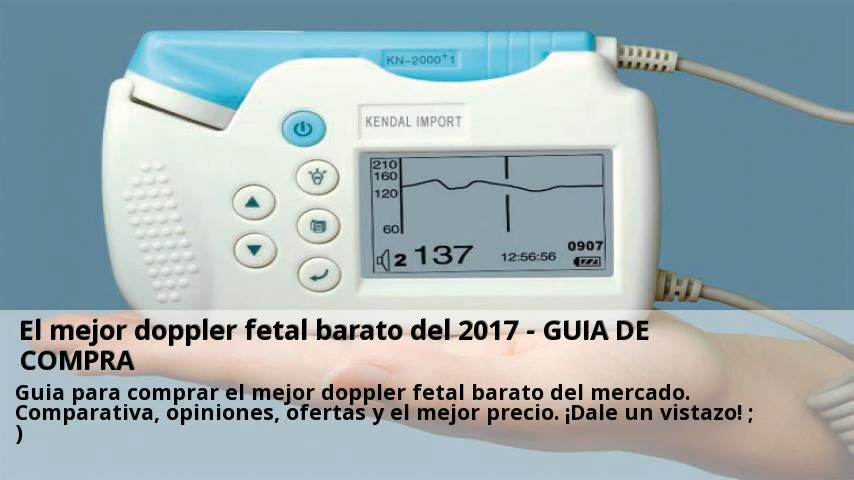 KN-2000+1
KENDAL IMPORT
210
160
120
60
2 137 12:56:56 0907
El mejor doppler fetal barato del 2017 - GUIA DE
COMPRA
Guia para comprar el mejor doppler fetal barato del mercado.
Comparativa, opiniones, ofertas y el mejor precio. ¡Dale un vistazo! ;
)